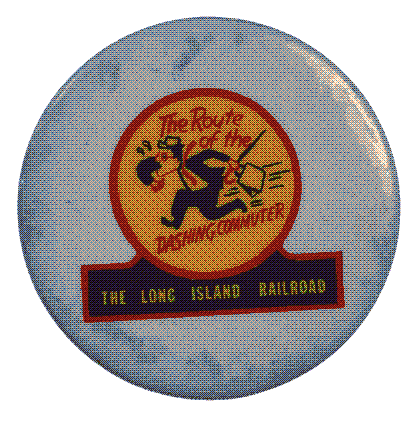 The Route
of the
DASHING COMMUTER
THE LONG ISLAND RAILROAD